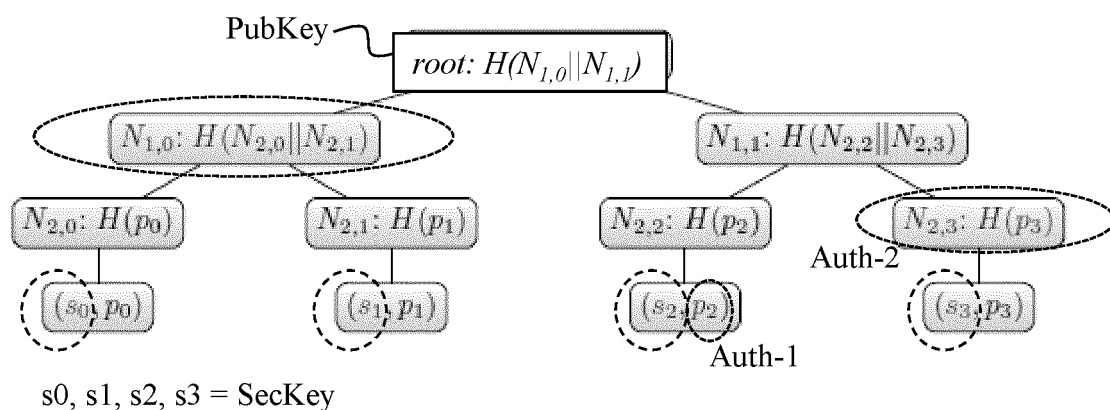 PubKey
root: H(N1,0||N1,1)
N1,0: H(N2,0||N2,1)
N1,1: H(N2,2||N2,3)
N2,0: H(p0)
N2,1: H(p1)
N2,2: H(p2)
N2,3: H(p3)
Auth-2
(s0, p0)
(s1, p1)
(s2, p2)
(s3, p3)
Auth-1
s0, s1, s2, s3 = SecKey